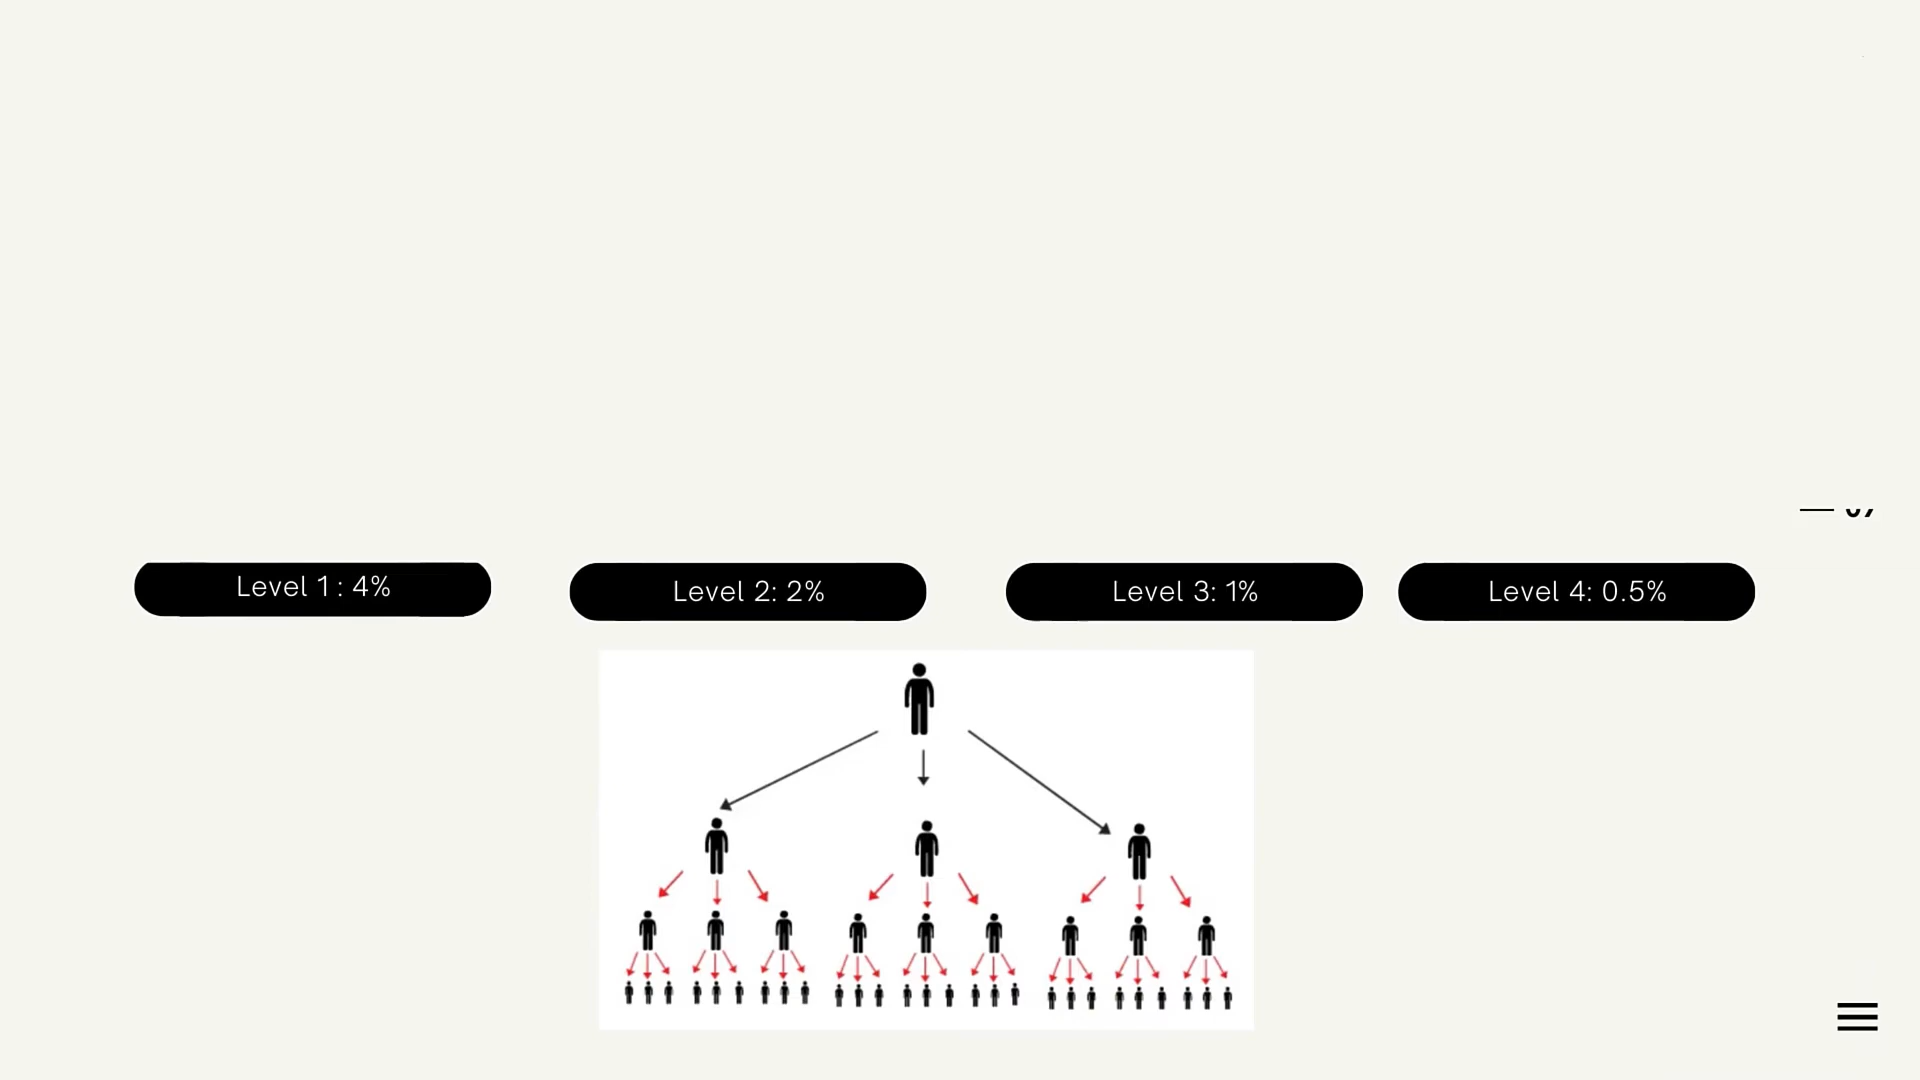 Level 1 : 4%
Level 2: 2%
Level 3: 1%
Level 4: 0.5%